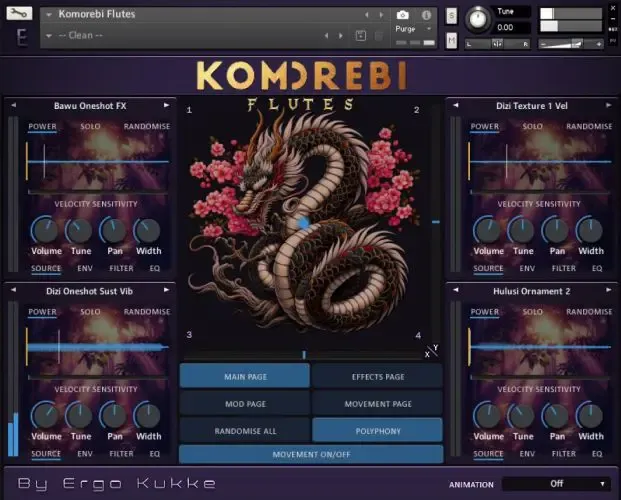 Komorebi Flutes
-- Clean --
Purge
S
M
Tune
0.00
L
R
KOMOREBI
FLUTES
Bawu Oneshot FX
POWER SOLO RANDOMISE
VELOCITY SENSITIVITY
Volume Tune Pan Width
SOURCE ENV FILTER EQ
1
2
Dizi Texture 1 Vel
POWER SOLO RANDOMISE
VELOCITY SENSITIVITY
Volume Tune Pan Width
SOURCE ENV FILTER EQ
Dizi Oneshot Sust Vib
POWER SOLO RANDOMISE
VELOCITY SENSITIVITY
Volume Tune Pan Width
SOURCE ENV FILTER EQ
3
4
X Y
Hulusi Ornament 2
POWER SOLO RANDOMISE
VELOCITY SENSITIVITY
Volume Tune Pan Width
SOURCE ENV FILTER EQ
MAIN PAGE EFFECTS PAGE
MOD PAGE MOVEMENT PAGE
RANDOMISE ALL POLYPHONY
MOVEMENT ON/OFF
By Ergo Kukke
ANIMATION Off